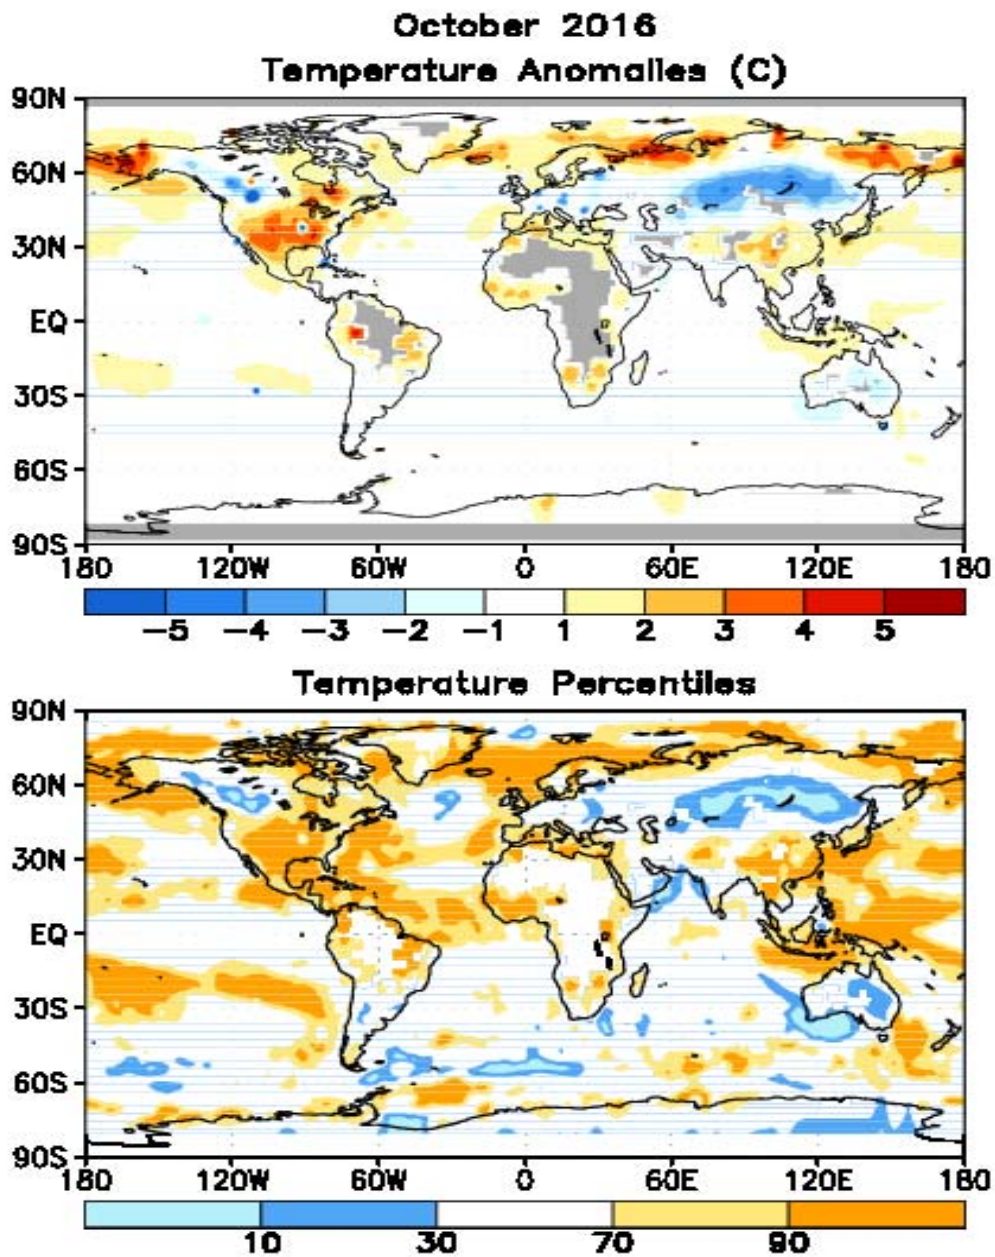 October 2016
Temperature Anomalies (C)
90N
60N
30N
EQ
30S
60S
90S
180 120W 60W 0 60E 120E 180
−5 −4 −3 −2 −1 1 2 3 4 5
Temperature Percentiles
90N
60N
30N
EQ
30S
60S
90S
180 120W 60W 0 60E 120E 180
10 30 70 90